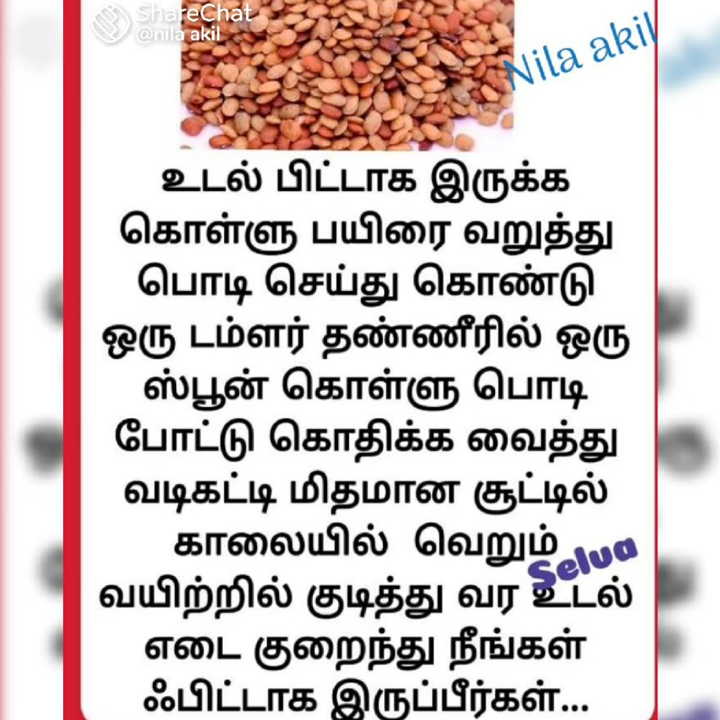 ShareChat
@nila akil
Nila akil
உடல் பிட்டாக இருக்க
கொள்ளு பயிரை வறுத்து
பொடி செய்து கொண்டு
ஒரு டம்ளர் தண்ணீரில் ஒரு
ஸ்பூன் கொள்ளு பொடி
போட்டு கொதிக்க வைத்து
வடிகட்டி மிதமான சூட்டில்
காலையில் வெறும்
Selva
வயிற்றில் குடித்து வர உடல்
எடை குறைந்து நீங்கள்
ஃபிட்டாக இருப்பீர்கள்...